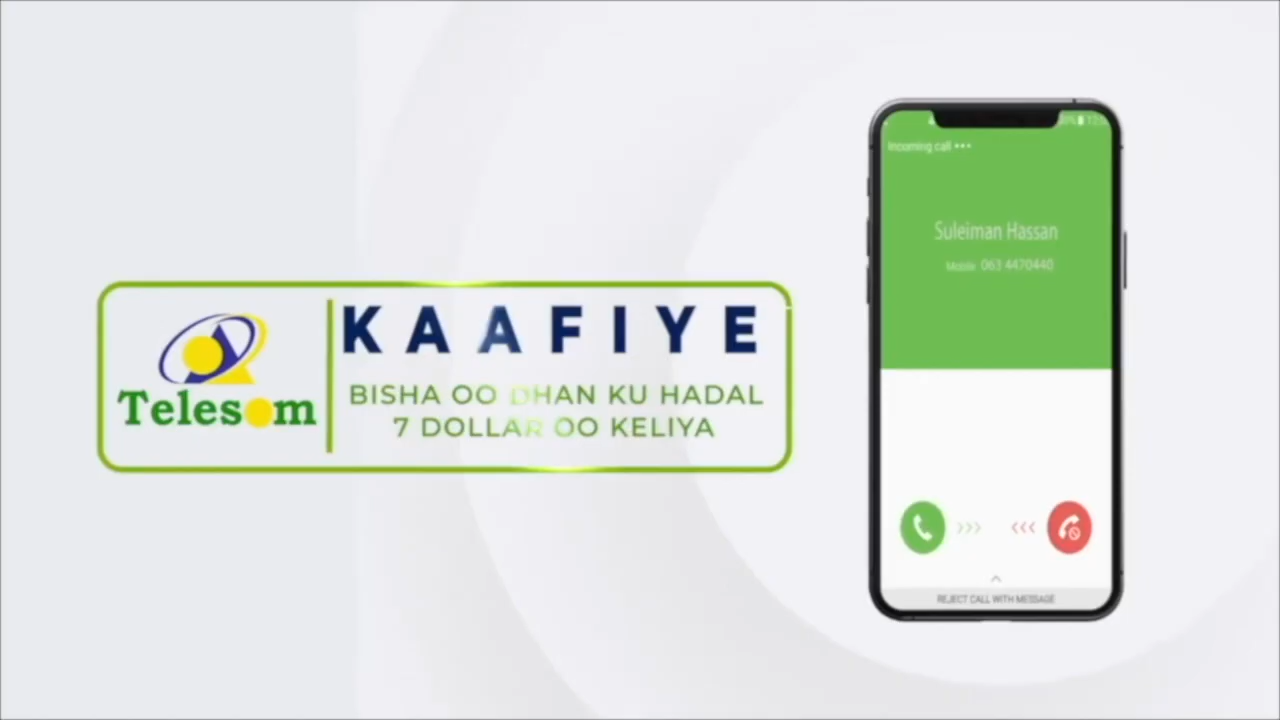 Telesom
KAAFIYE
BISHA OO DHAN KU HADAL
7 DOLLAR OO KELIYA
Incoming call •••
Suleiman Hassan
Mobile 063 4470440
REJECT CALL WITH MESSAGE